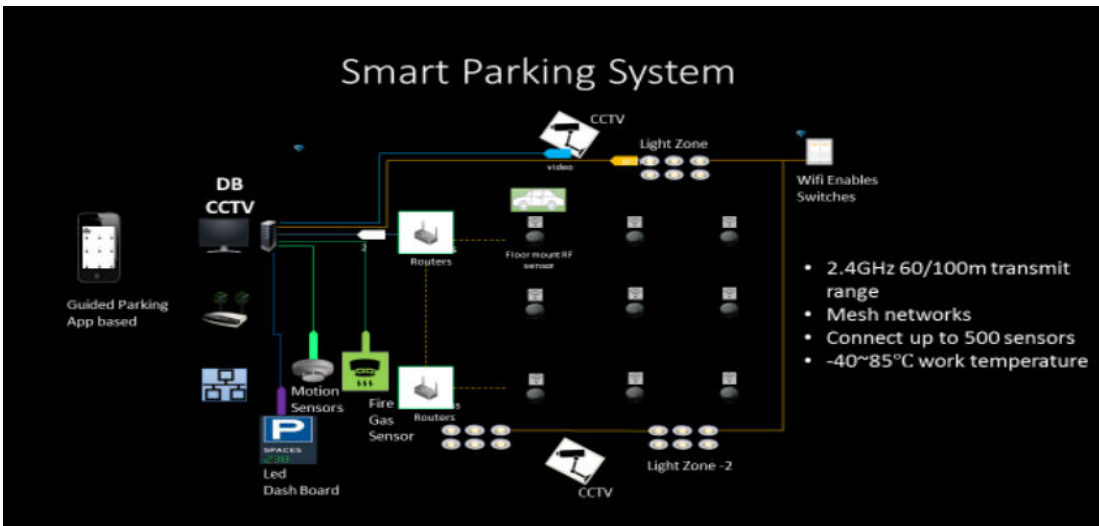 Smart Parking System
CCTV
Light Zone
video
Wifi Enables
Switches
DB
CCTV
2
Routers
Floor mount RF
sensor
Guided Parking
App based
• 2.4GHz 60/100m transmit
range
• Mesh networks
• Connect up to 500 sensors
• -40~85℃ work temperature
Motion
Sensors
$$$
Fire
Gas
Sensor
Routers
P
SPACES
238
Led
Dash Board
Light Zone -2
CCTV